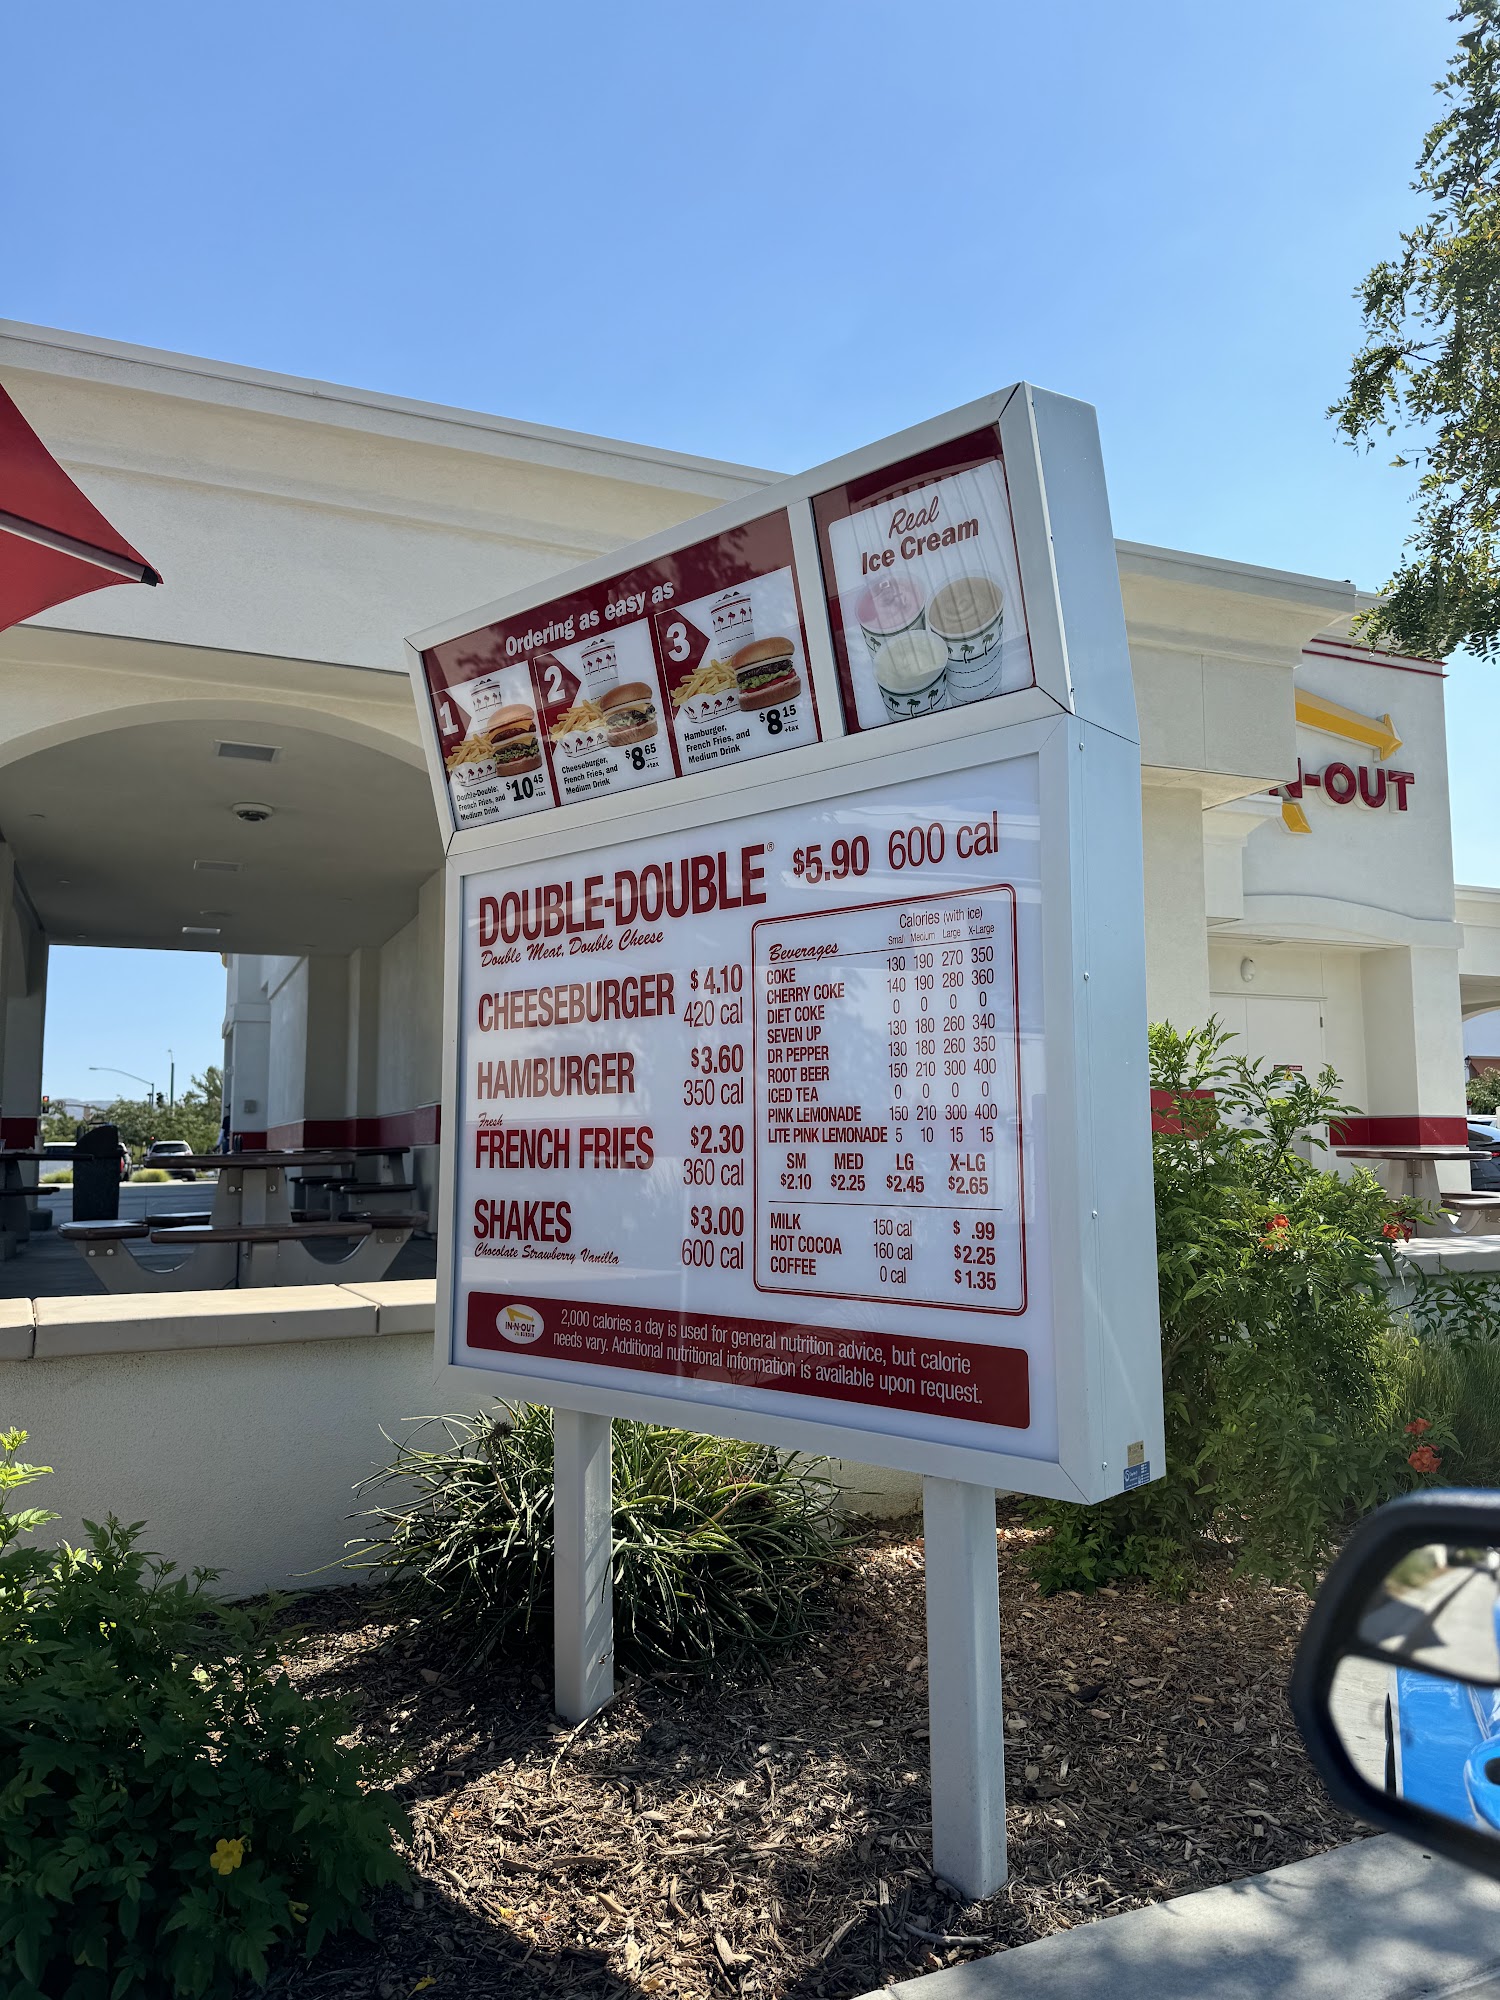 Ordering as easy as
1
Double-Double,
French Fries, and
Medium Drink
$10 45
+tax
2
Cheeseburger,
French Fries, and
Medium Drink
$8 65
+tax
3
Hamburger,
French Fries, and
Medium Drink
$8 15
+tax
Real
Ice Cream
DOUBLE-DOUBLE® $5.90 600 cal
Double Meat, Double Cheese
CHEESEBURGER $4.10
420 cal
HAMBURGER $3.60
350 cal
Fresh
FRENCH FRIES $2.30
360 cal
SHAKES $3.00
Chocolate Strawberry Vanilla 600 cal
Calories (with ice)
Beverages Small Medium Large X-Large
COKE 130 190 270 350
CHERRY COKE 140 190 280 360
DIET COKE 0 0 0 0
SEVEN UP 130 180 260 340
DR PEPPER 130 180 260 350
ROOT BEER 150 210 300 400
ICED TEA 0 0 0 0
PINK LEMONADE 150 210 300 400
LITE PINK LEMONADE 5 10 15 15
SM MED LG X-LG
$2.10 $2.25 $2.45 $2.65
MILK 150 cal $ .99
HOT COCOA 160 cal $2.25
COFFEE 0 cal $1.35
IN-N-OUT
BURGER
2,000 calories a day is used for general nutrition advice, but calorie
needs vary. Additional nutritional information is available upon request.
N-OUT